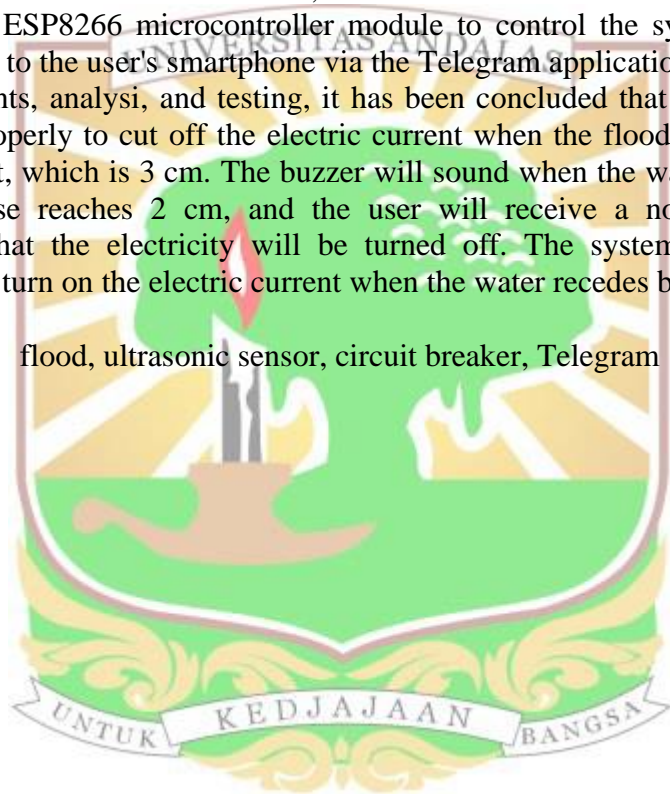 ESP8266 microcontroller module to control the sy
UNIVERSITAS ANDALAS
to the user's smartphone via the Telegram applicatio
nts, analysi, and testing, it has been concluded that
operly to cut off the electric current when the flood
t, which is 3 cm. The buzzer will sound when the wa
se reaches 2 cm, and the user will receive a no
hat the electricity will be turned off. The system
turn on the electric current when the water recedes b
flood, ultrasonic sensor, circuit breaker, Telegram
UNTUK KEDJAJAAN BANGSA